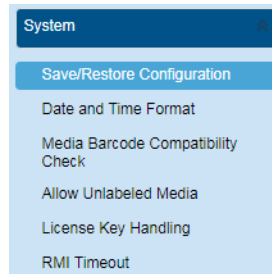 System
Save/Restore Configuration
Date and Time Format
Media Barcode Compatibility
Check
Allow Unlabeled Media
License Key Handling
RMI Timeout